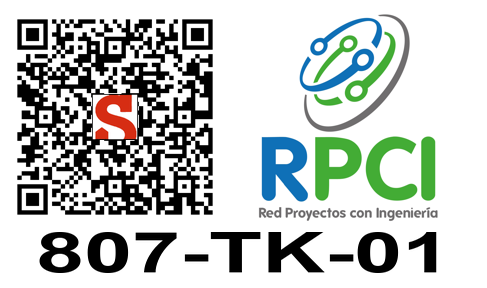 S
RPCI
Red Proyectos con Ingeniería
807-TK-01